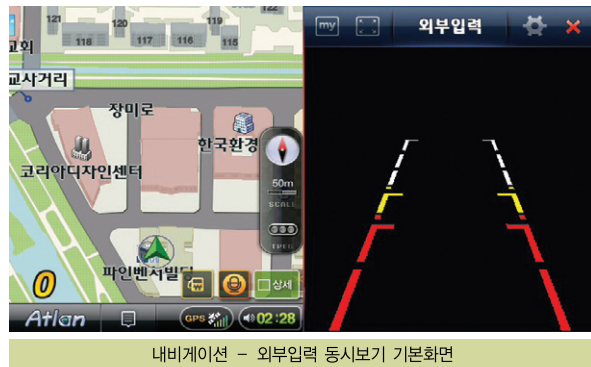 121
120
119
122
118
117
116
115
교회
교사거리
장미로
한국환경
코리아디자인센터
50m
SCALE
TPEG
파인벤처빌딩
0
상세
Atlan
GPS
02:28
my
외부입력
내비게이션 - 외부입력 동시보기 기본화면